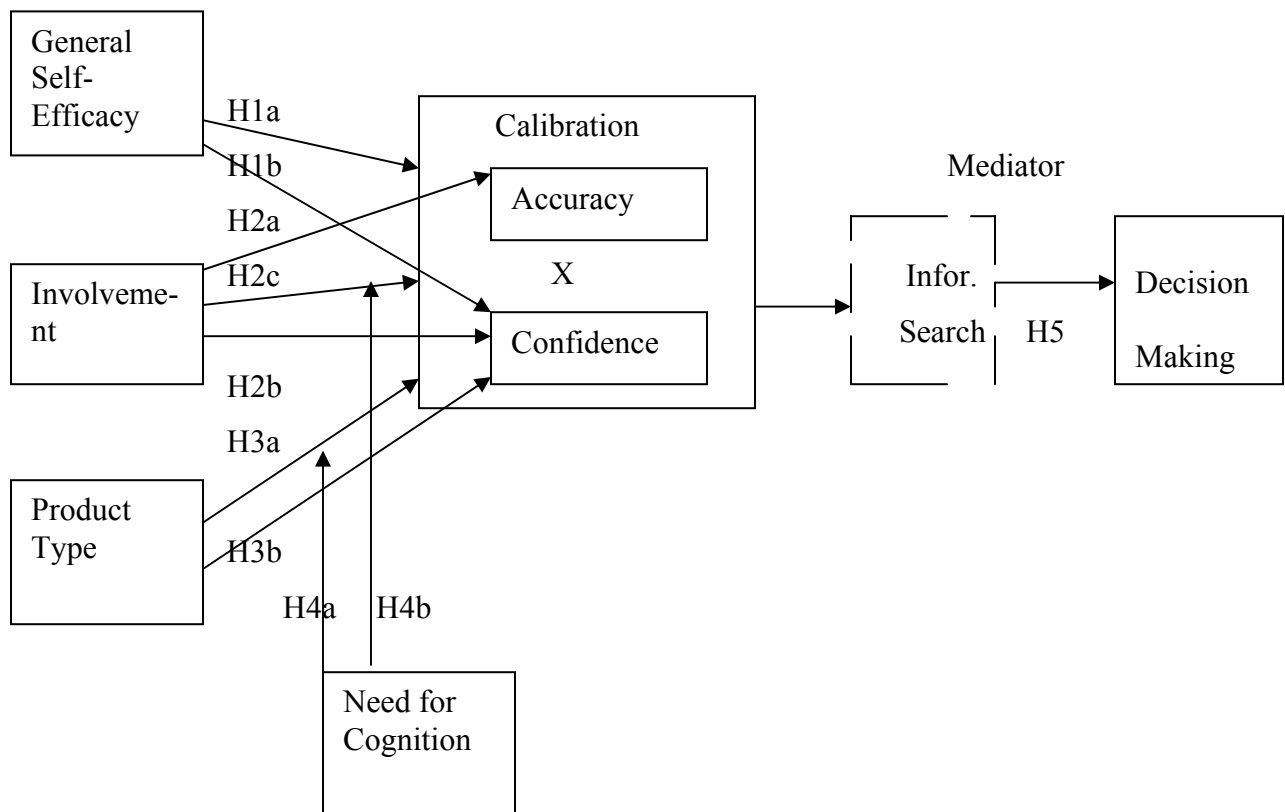 General
Self-
Efficacy
H1a
H1b
H2a
H2c
Involveme-
nt
H2b
H3a
Product
Type
H3b
H4a
H4b
Need for
Cognition
Calibration
Accuracy
X
Confidence
Mediator
Infor.
Search
H5
Decision
Making